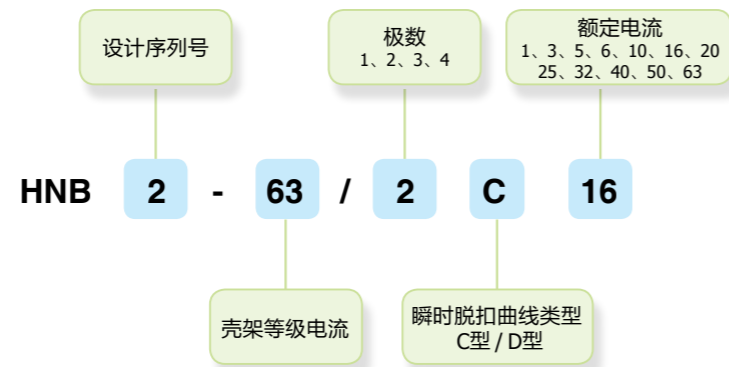 设计序列号
极数
1、2、3、4
额定电流
1、3、5、6、10、16、20
25、32、40、50、63
HNB 2 - 63 / 2 C 16
壳架等级电流
瞬时脱扣曲线类型
C型 / D型